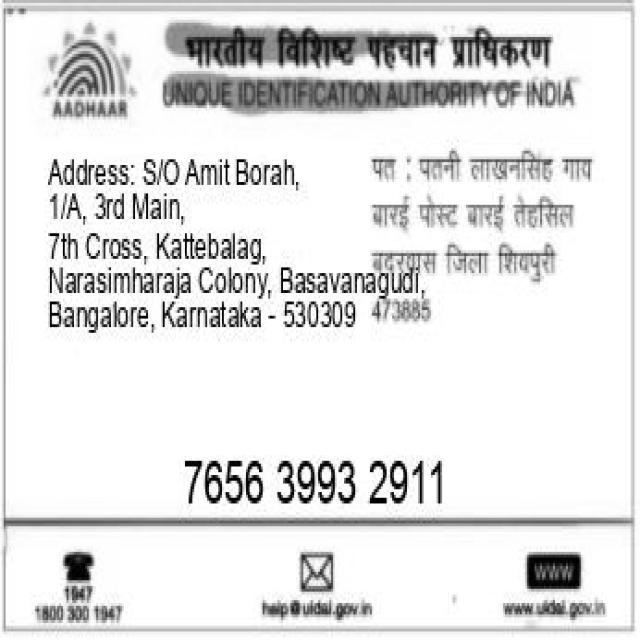 भारतीय विशिष्ट पहचान प्राधिकरण
AADHAAR
UNIQUE IDENTIFICATION AUTHORITY OF INDIA
Address: S/O Amit Borah,
1/A, 3rd Main,
7th Cross, Kattebalag,
Narasimharaja Colony, Basavanagudi,
Bangalore, Karnataka - 530309
पत : पतनी लाखनसिंह गाय
बारई पोस्ट बारई तेहसिल
बदरवास जिला शिवपुरी
473885
7656 3993 2911
1947
1800 300 1947
help@uidai.gov.in
www
www.uidai.gov.in